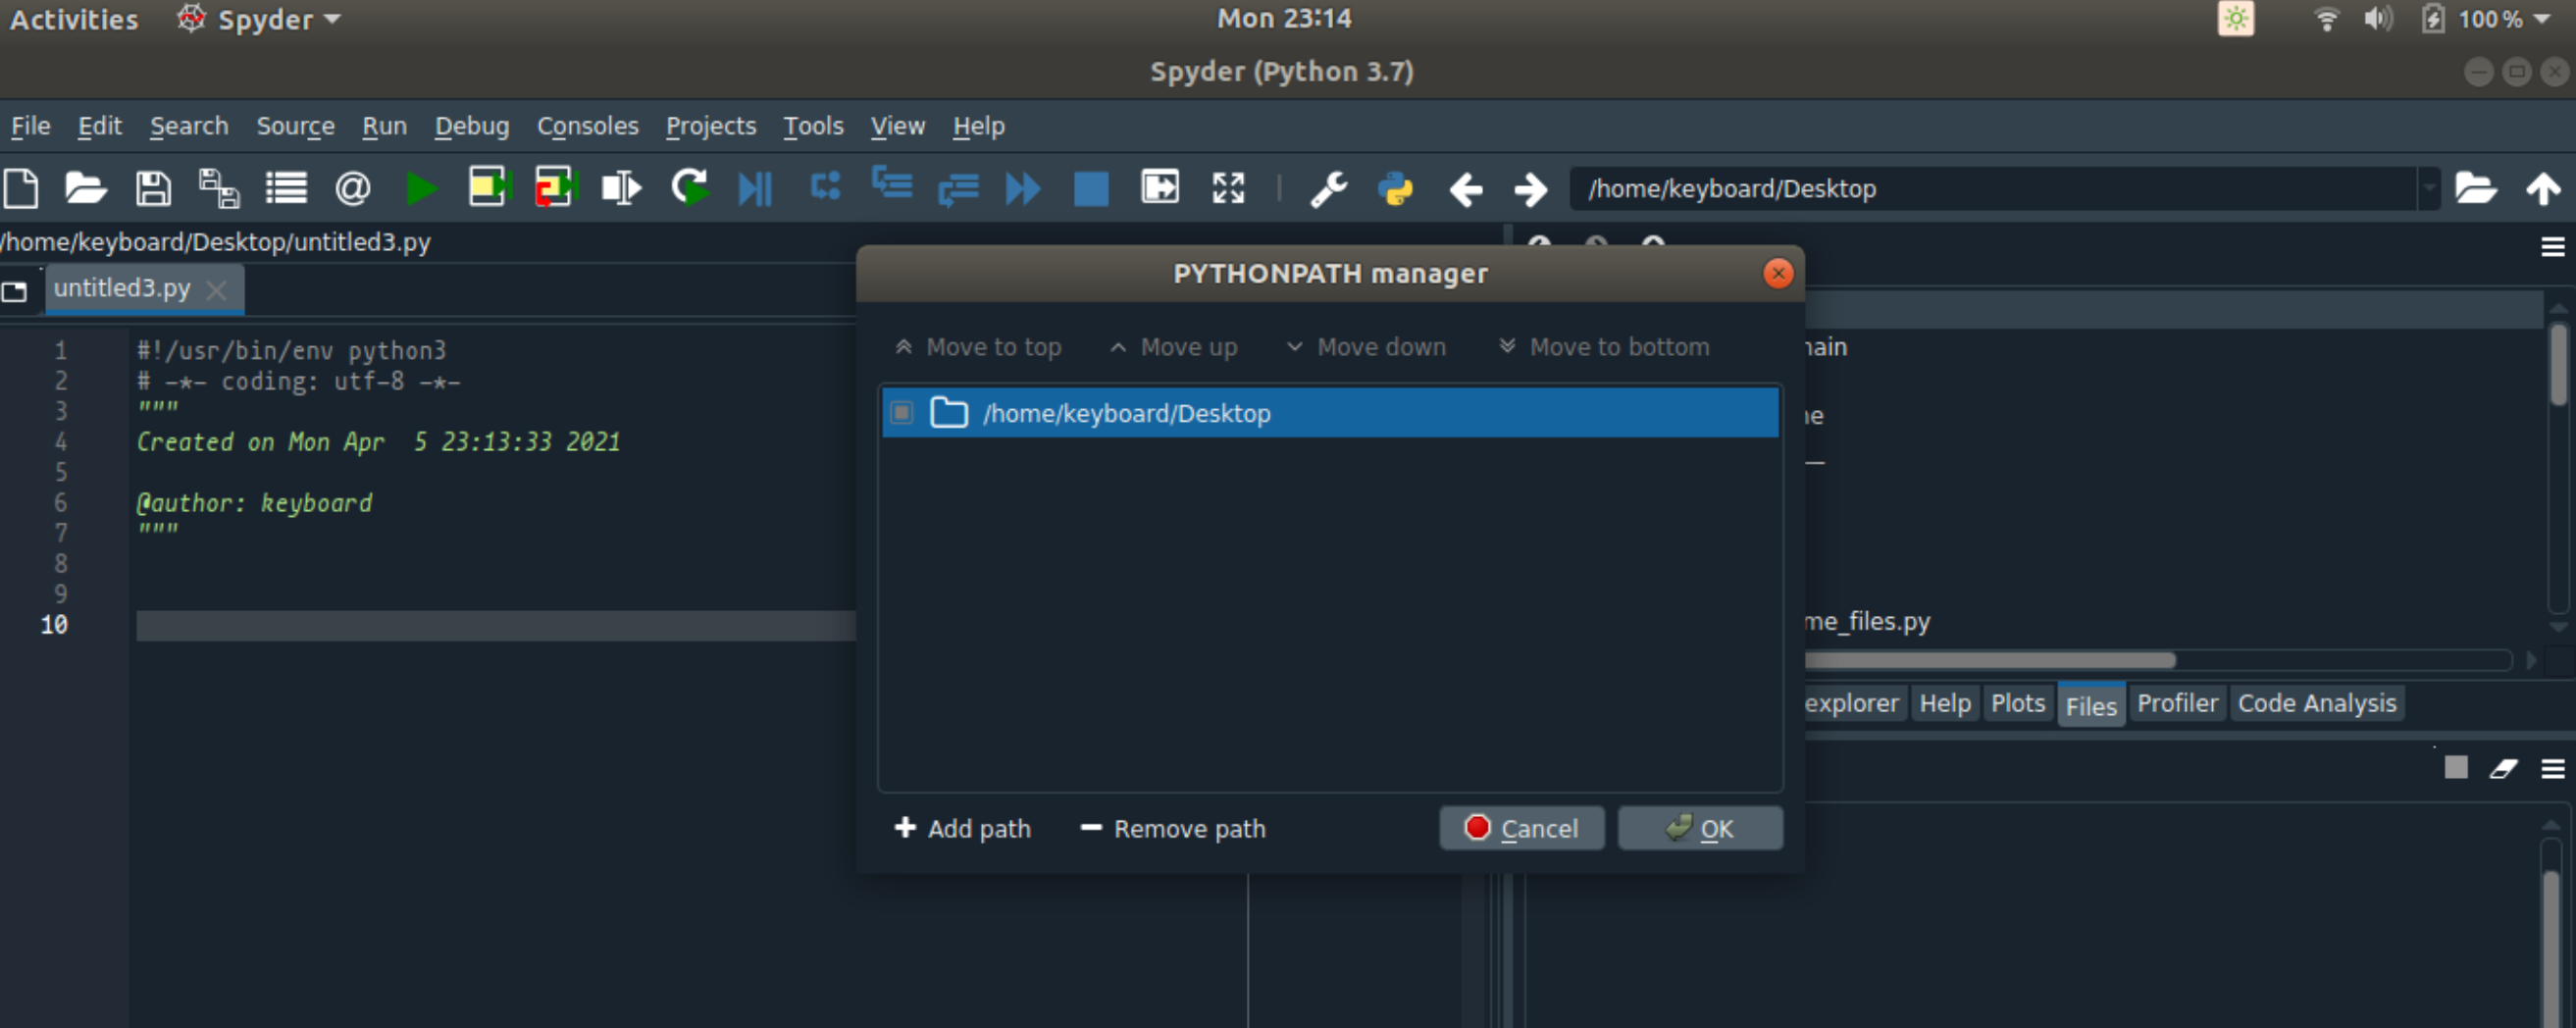 Activities Spyder Mon 23:14 100 %
Spyder (Python 3.7)
File Edit Search Source Run Debug Consoles Projects Tools View Help
@ /home/keyboard/Desktop
/home/keyboard/Desktop/untitled3.py
untitled3.py
PYTHONPATH manager
Move to top Move up Move down Move to bottom
/home/keyboard/Desktop
1 #!/usr/bin/env python3
2 # -*- coding: utf-8 -*-
3 """
4 Created on Mon Apr  5 23:13:33 2021
5
6 @author: keyboard
7 """
8
9
10
me_files.py
explorer Help Plots Files Profiler Code Analysis
Add path Remove path Cancel OK